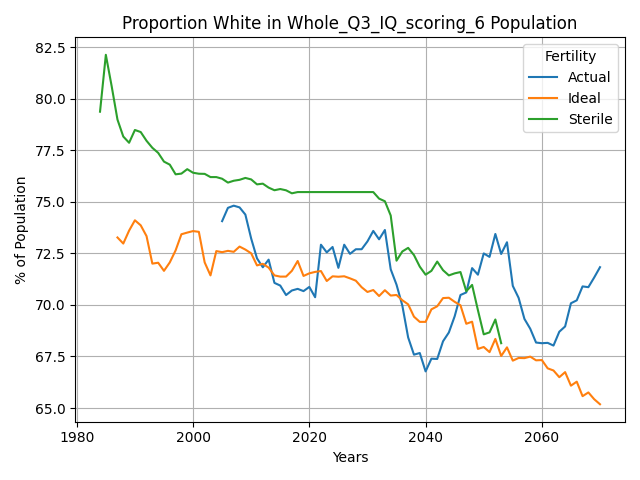 Proportion White in Whole_Q3_IQ_scoring_6 Population
82.5
80.0
77.5
75.0
72.5
70.0
67.5
65.0
% of Population
Fertility
Actual
Ideal
Sterile
1980 2000 2020 2040 2060
Years